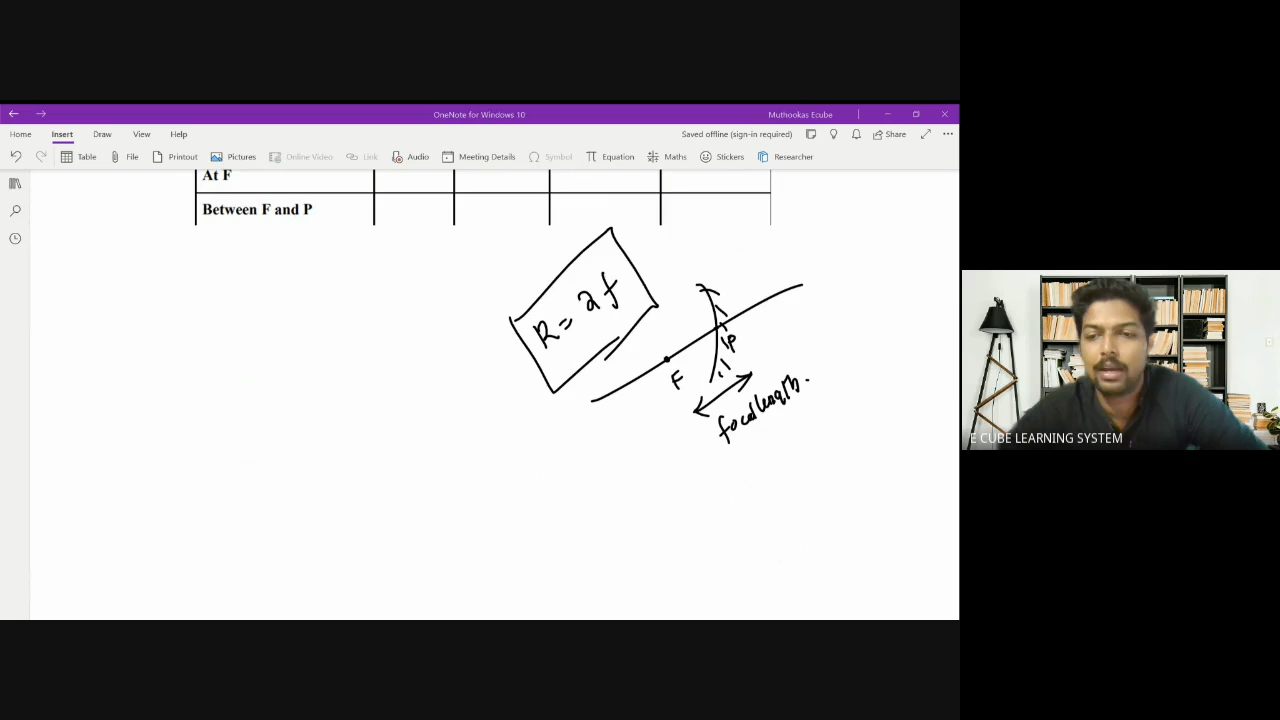 OneNote for Windows 10
Muthookas Ecube
Home Insert Draw View Help
Saved offline (sign-in required)
Share
Table File Printout Pictures Online Video Link Audio Meeting Details Symbol Equation Maths Stickers Researcher
At F
Between F and P
R = 2f
P
F
focal length.
E CUBE LEARNING SYSTEM